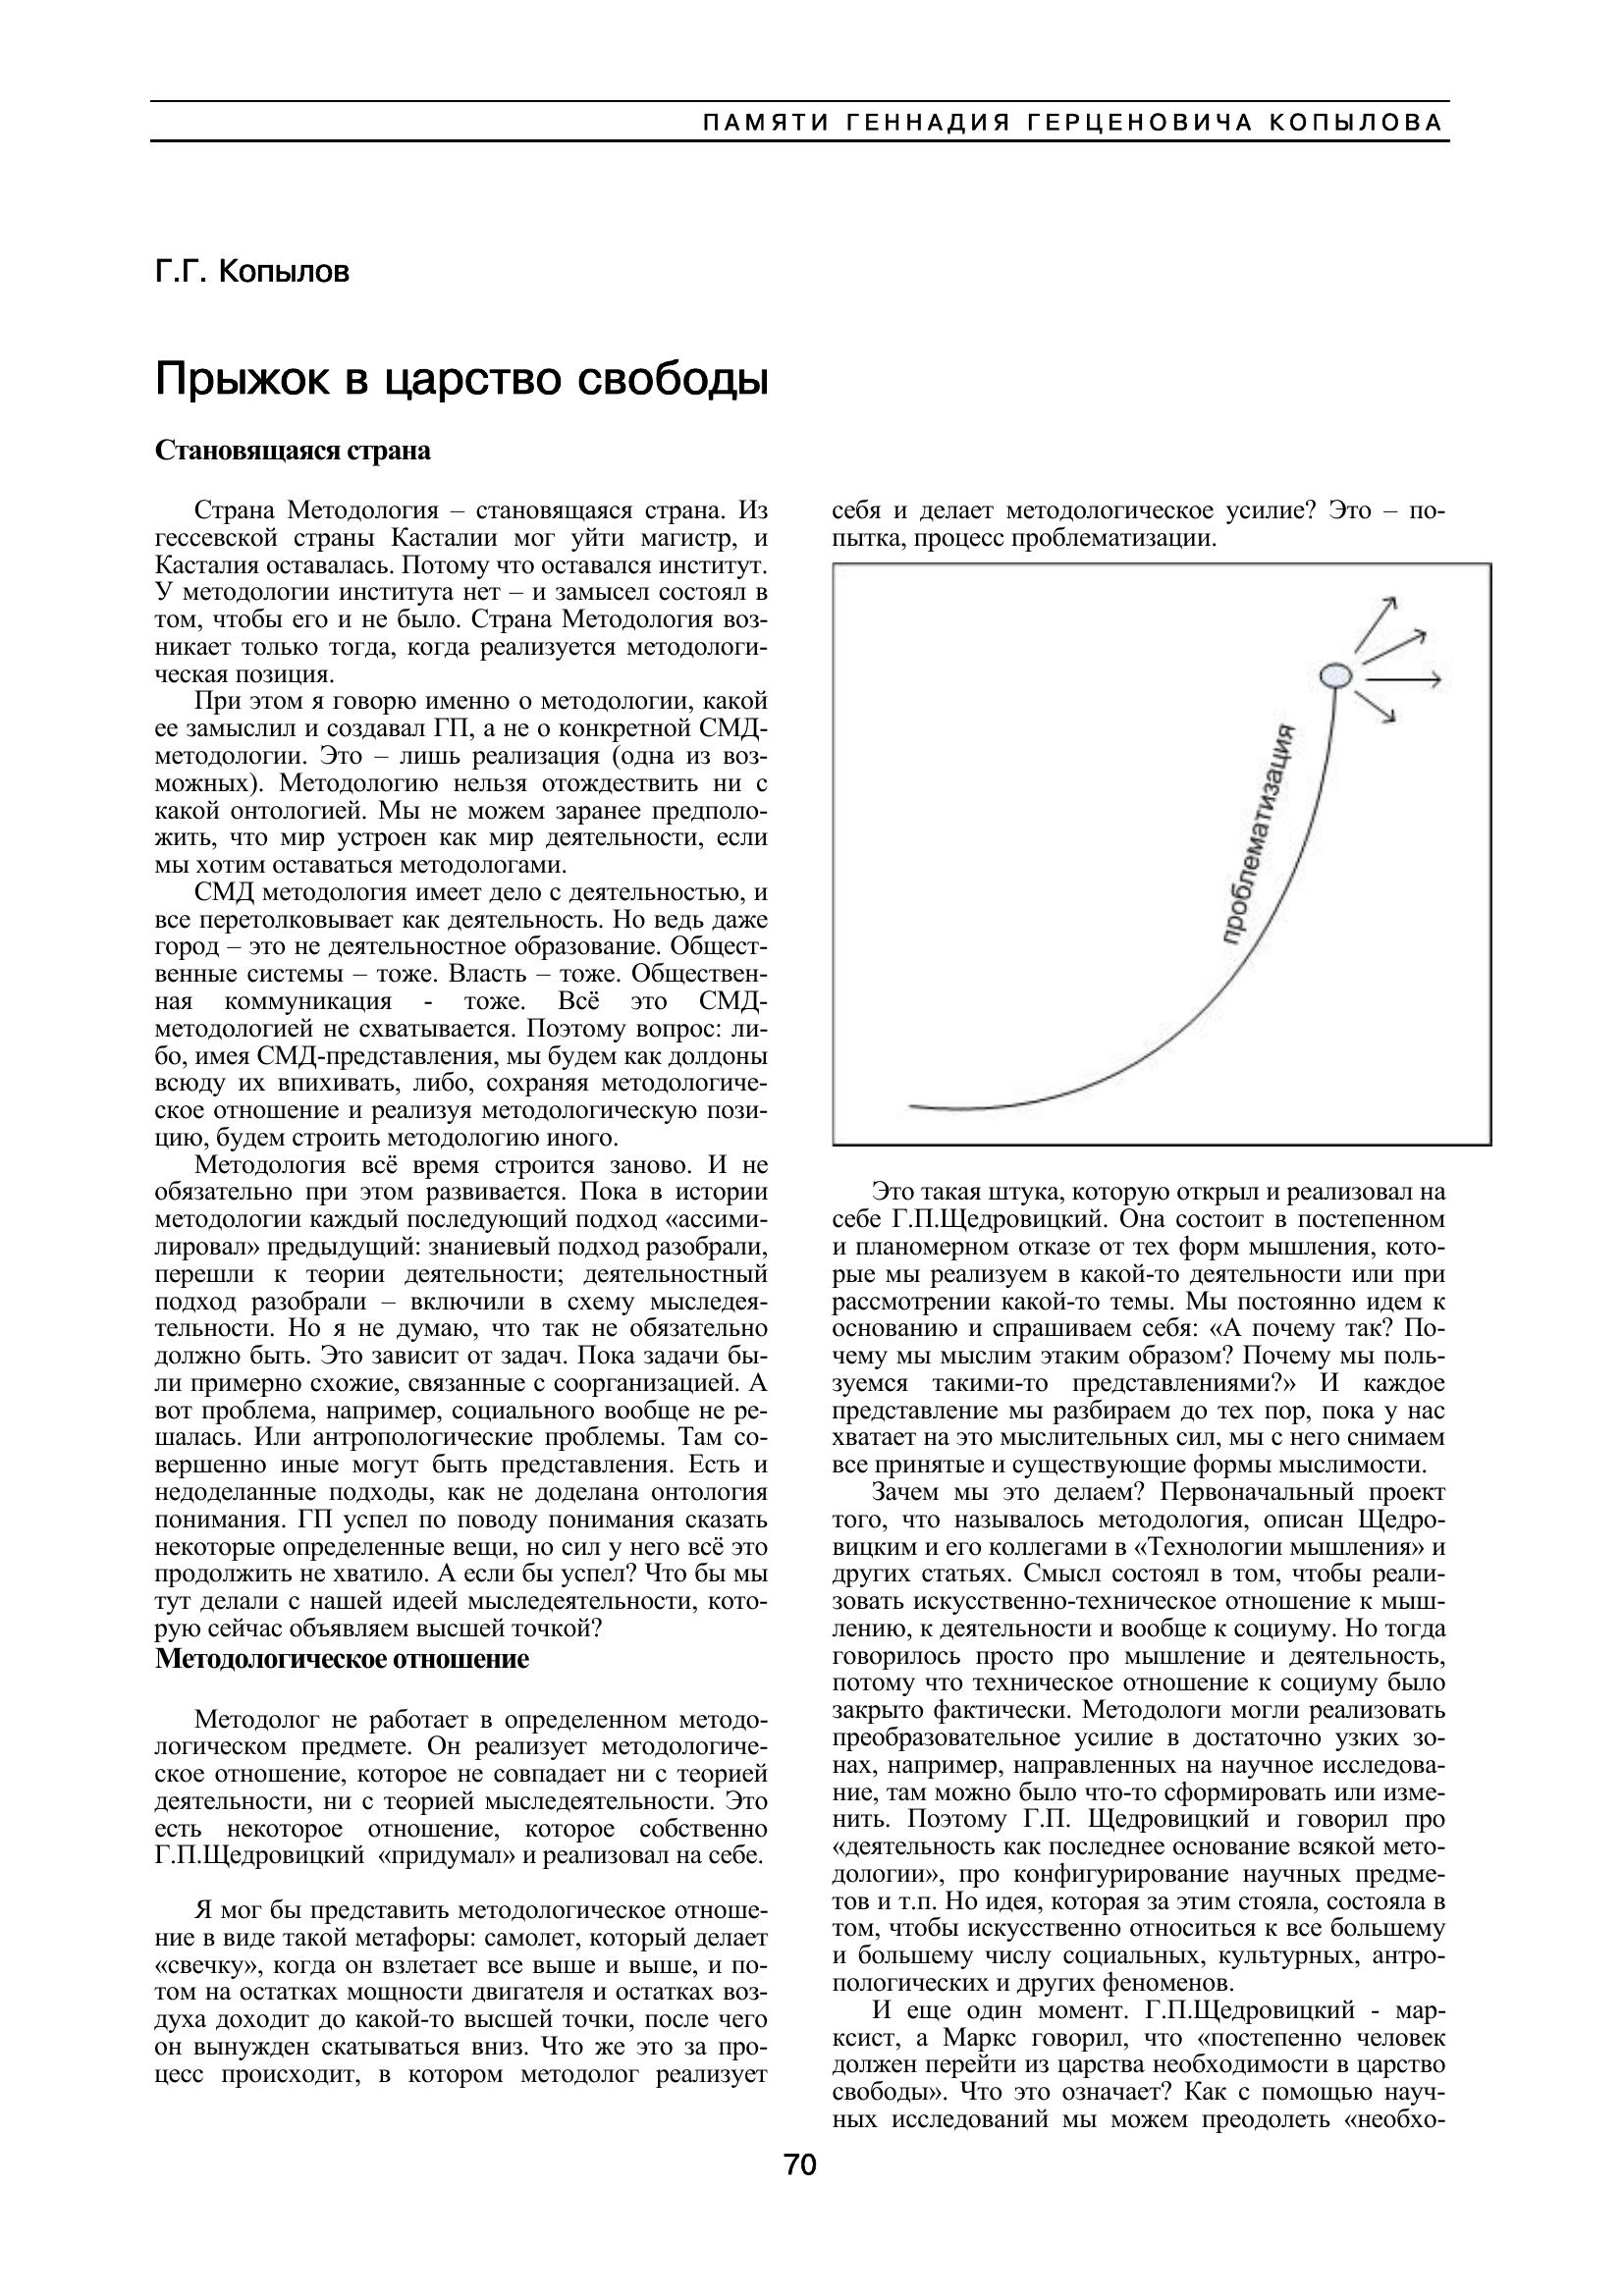 ПАМЯТИ ГЕННАДИЯ ГЕРЦЕНОВИЧА КОПЫЛОВА
Г.Г. Копылов
Прыжок в царство свободы
Становящаяся страна
Страна Методология – становящаяся страна. Из
гессевской страны Касталии мог уйти магистр, и
Касталия оставалась. Потому что оставался институт.
У методологии института нет – и замысел состоял в
том, чтобы его и не было. Страна Методология воз-
никает только тогда, когда реализуется методологи-
ческая позиция.
При этом я говорю именно о методологии, какой
ее замыслил и создавал ГП, а не о конкретной СМД-
методологии. Это – лишь реализация (одна из воз-
можных). Методологию нельзя отождествить ни с
какой онтологией. Мы не можем заранее предполо-
жить, что мир устроен как мир деятельности, если
мы хотим оставаться методологами.
СМД методология имеет дело с деятельностью, и
все перетолковывает как деятельность. Но ведь даже
город – это не деятельностное образование. Общест-
венные системы – тоже. Власть – тоже. Обществен-
ная коммуникация - тоже. Всё это СМД-
методологией не схватывается. Поэтому вопрос: ли-
бо, имея СМД-представления, мы будем как долдоны
всюду их впихивать, либо, сохраняя методологиче-
ское отношение и реализуя методологическую пози-
цию, будем строить методологию иного.
Методология всё время строится заново. И не
обязательно при этом развивается. Пока в истории
методологии каждый последующий подход «ассими-
лировал» предыдущий: знаниевый подход разобрали,
перешли к теории деятельности; деятельностный
подход разобрали – включили в схему мыследея-
тельности. Но я не думаю, что так не обязательно
должно быть. Это зависит от задач. Пока задачи бы-
ли примерно схожие, связанные с соорганизацией. А
вот проблема, например, социального вообще не ре-
шалась. Или антропологические проблемы. Там со-
вершенно иные могут быть представления. Есть и
недоделанные подходы, как не доделана онтология
понимания. ГП успел по поводу понимания сказать
некоторые определенные вещи, но сил у него всё это
продолжить не хватило. А если бы успел? Что бы мы
тут делали с нашей идеей мыследеятельности, кото-
рую сейчас объявляем высшей точкой?
Методологическое отношение
Методолог не работает в определенном методо-
логическом предмете. Он реализует методологиче-
ское отношение, которое не совпадает ни с теорией
деятельности, ни с теорией мыследеятельности. Это
есть некоторое отношение, которое собственно
Г.П.Щедровицкий «придумал» и реализовал на себе.
Я мог бы представить методологическое отноше-
ние в виде такой метафоры: самолет, который делает
«свечку», когда он взлетает все выше и выше, и по-
том на остатках мощности двигателя и остатках воз-
духа доходит до какой-то высшей точки, после чего
он вынужден скатываться вниз. Что же это за про-
цесс происходит, в котором методолог реализует
себя и делает методологическое усилие? Это – по-
пытка, процесс проблематизации.
проблематизация
Это такая штука, которую открыл и реализовал на
себе Г.П.Щедровицкий. Она состоит в постепенном
и планомерном отказе от тех форм мышления, кото-
рые мы реализуем в какой-то деятельности или при
рассмотрении какой-то темы. Мы постоянно идем к
основанию и спрашиваем себя: «А почему так? По-
чему мы мыслим этаким образом? Почему мы поль-
зуемся такими-то представлениями?» И каждое
представление мы разбираем до тех пор, пока у нас
хватает на это мыслительных сил, мы с него снимаем
все принятые и существующие формы мыслимости.
Зачем мы это делаем? Первоначальный проект
того, что называлось методология, описан Щедро-
вицким и его коллегами в «Технологии мышления» и
других статьях. Смысл состоял в том, чтобы реали-
зовать искусственно-техническое отношение к мыш-
лению, к деятельности и вообще к социуму. Но тогда
говорилось просто про мышление и деятельность,
потому что техническое отношение к социуму было
закрыто фактически. Методологи могли реализовать
преобразовательное усилие в достаточно узких зо-
нах, например, направленных на научное исследова-
ние, там можно было что-то сформировать или изме-
нить. Поэтому Г.П. Щедровицкий и говорил про
«деятельность как последнее основание всякой мето-
дологии», про конфигурирование научных предме-
тов и т.п. Но идея, которая за этим стояла, состояла в
том, чтобы искусственно относиться к все большему
и большему числу социальных, культурных, антро-
пологических и других феноменов.
И еще один момент. Г.П.Щедровицкий - мар-
ксист, а Маркс говорил, что «постепенно человек
должен перейти из царства необходимости в царство
свободы». Что это означает? Как с помощью науч-
ных исследований мы можем преодолеть «необхо-
70